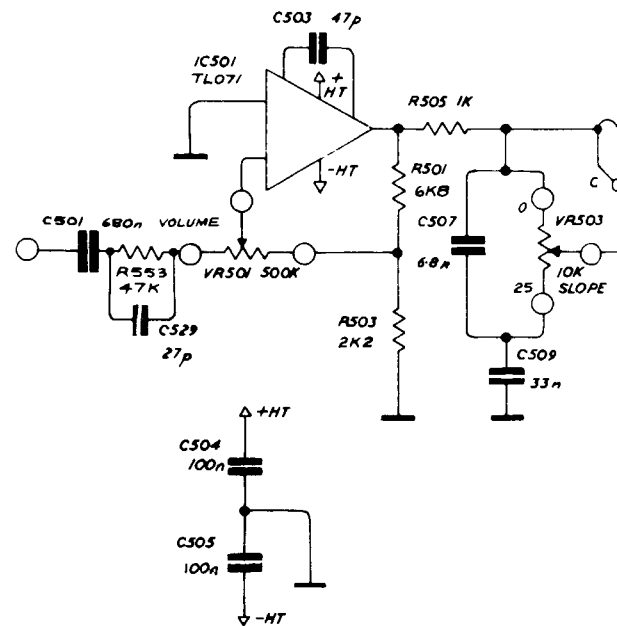 C503 47p
IC501
TL071
+
HT
-HT
R505 1K
R501
6K8
C507
6.8n
C
O
VR503
10K
SLOPE
25
C501 680n
VOLUME
R553
47K
VR501 500K
C529
27p
R503
2K2
C509
33n
+HT
C504
100n
C505
100n
-HT